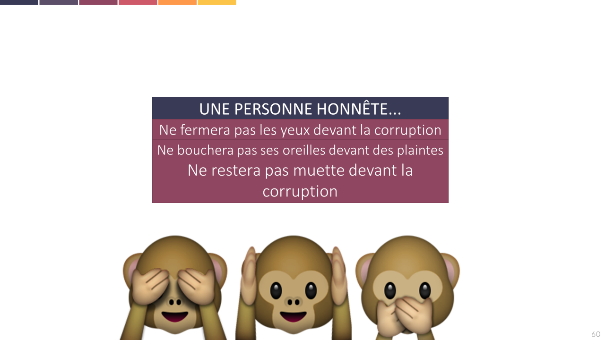 UNE PERSONNE HONNÊTE...
Ne fermera pas les yeux devant la corruption
Ne bouchera pas ses oreilles devant des plaintes
Ne restera pas muette devant la
corruption
60